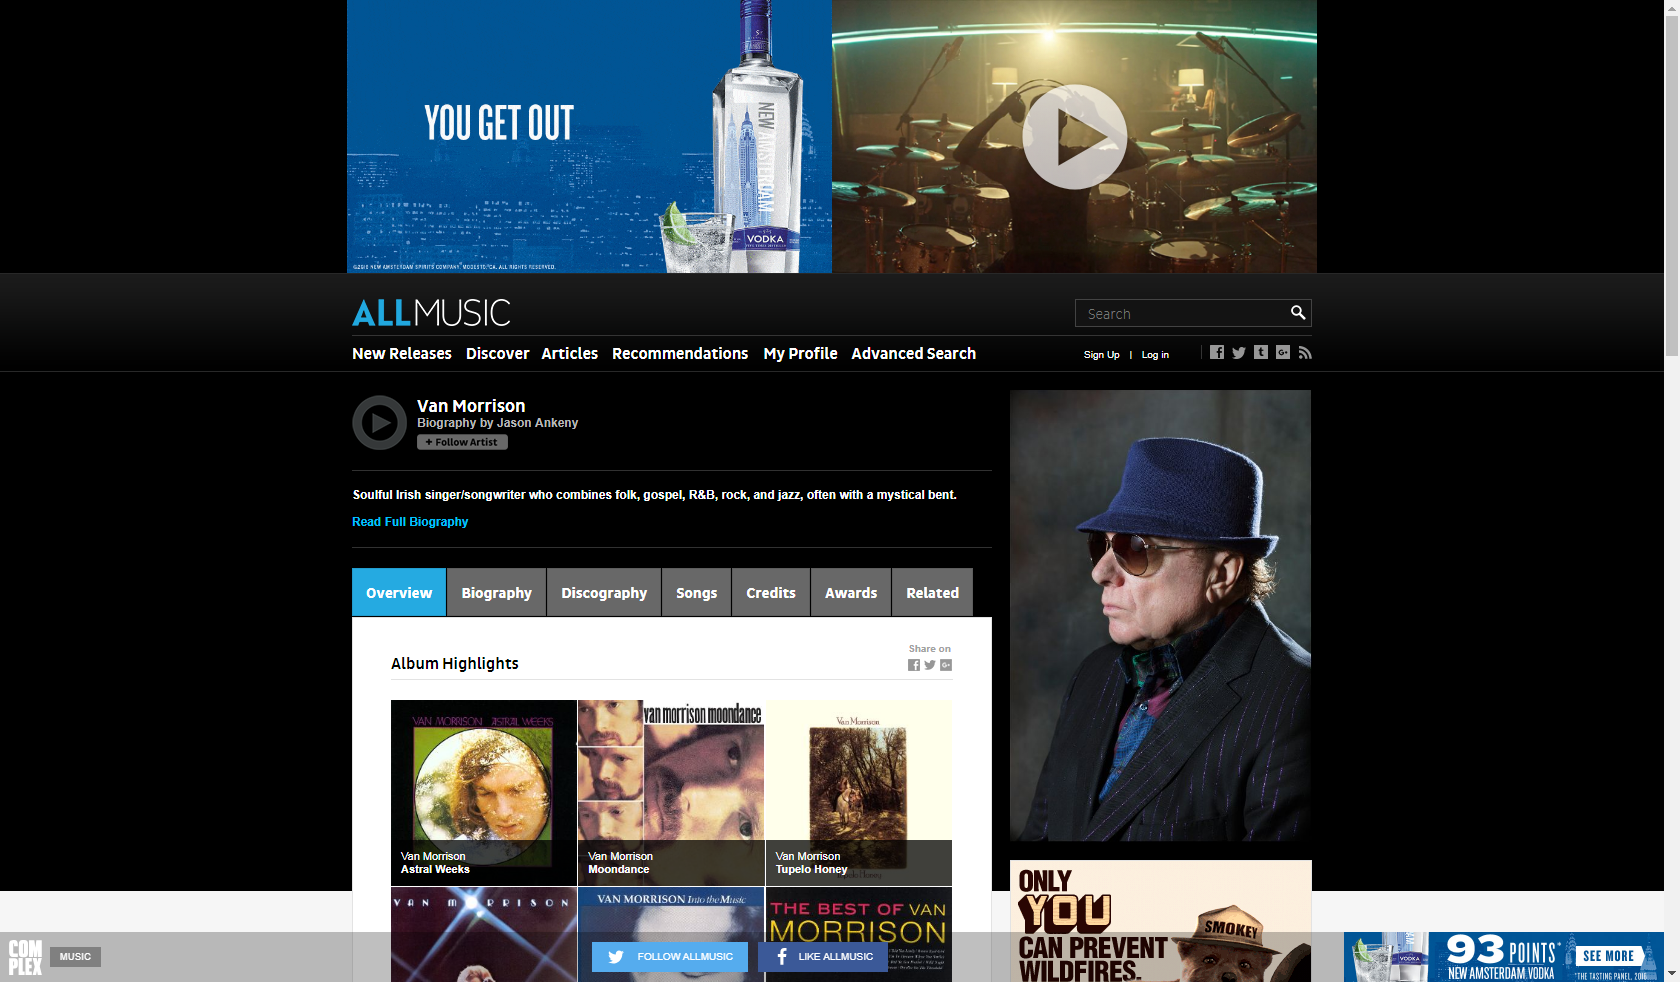 YOU GET OUT
NEW AMSTERDAM
VODKA
©2016 NEW AMSTERDAM SPIRITS COMPANY, MODESTO, CA. ALL RIGHTS RESERVED.
ALLMUSIC
Search
New Releases Discover Articles Recommendations My Profile Advanced Search
Sign Up | Log in
Van Morrison
Biography by Jason Ankeny
+ Follow Artist
Soulful Irish singer/songwriter who combines folk, gospel, R&B, rock, and jazz, often with a mystical bent.
Read Full Biography
Overview Biography Discography Songs Credits Awards Related
Share on
Album Highlights
VAN MORRISON ASTRAL WEEKS
van morrison moondance
Van Morrison
Van Morrison
Astral Weeks
Van Morrison
Moondance
Van Morrison
Tupelo Honey
Tupelo Honey
VAN MORRISON
VAN MORRISON Into the Music
THE BEST OF VAN
MORRISON
ONLY
YOU
CAN PREVENT
WILDFIRES.
SMOKEY
COM
PLEX
MUSIC
FOLLOW ALLMUSIC
LIKE ALLMUSIC
93 POINTS*
NEW AMSTERDAM VODKA
SEE MORE
*THE TASTING PANEL, 2016